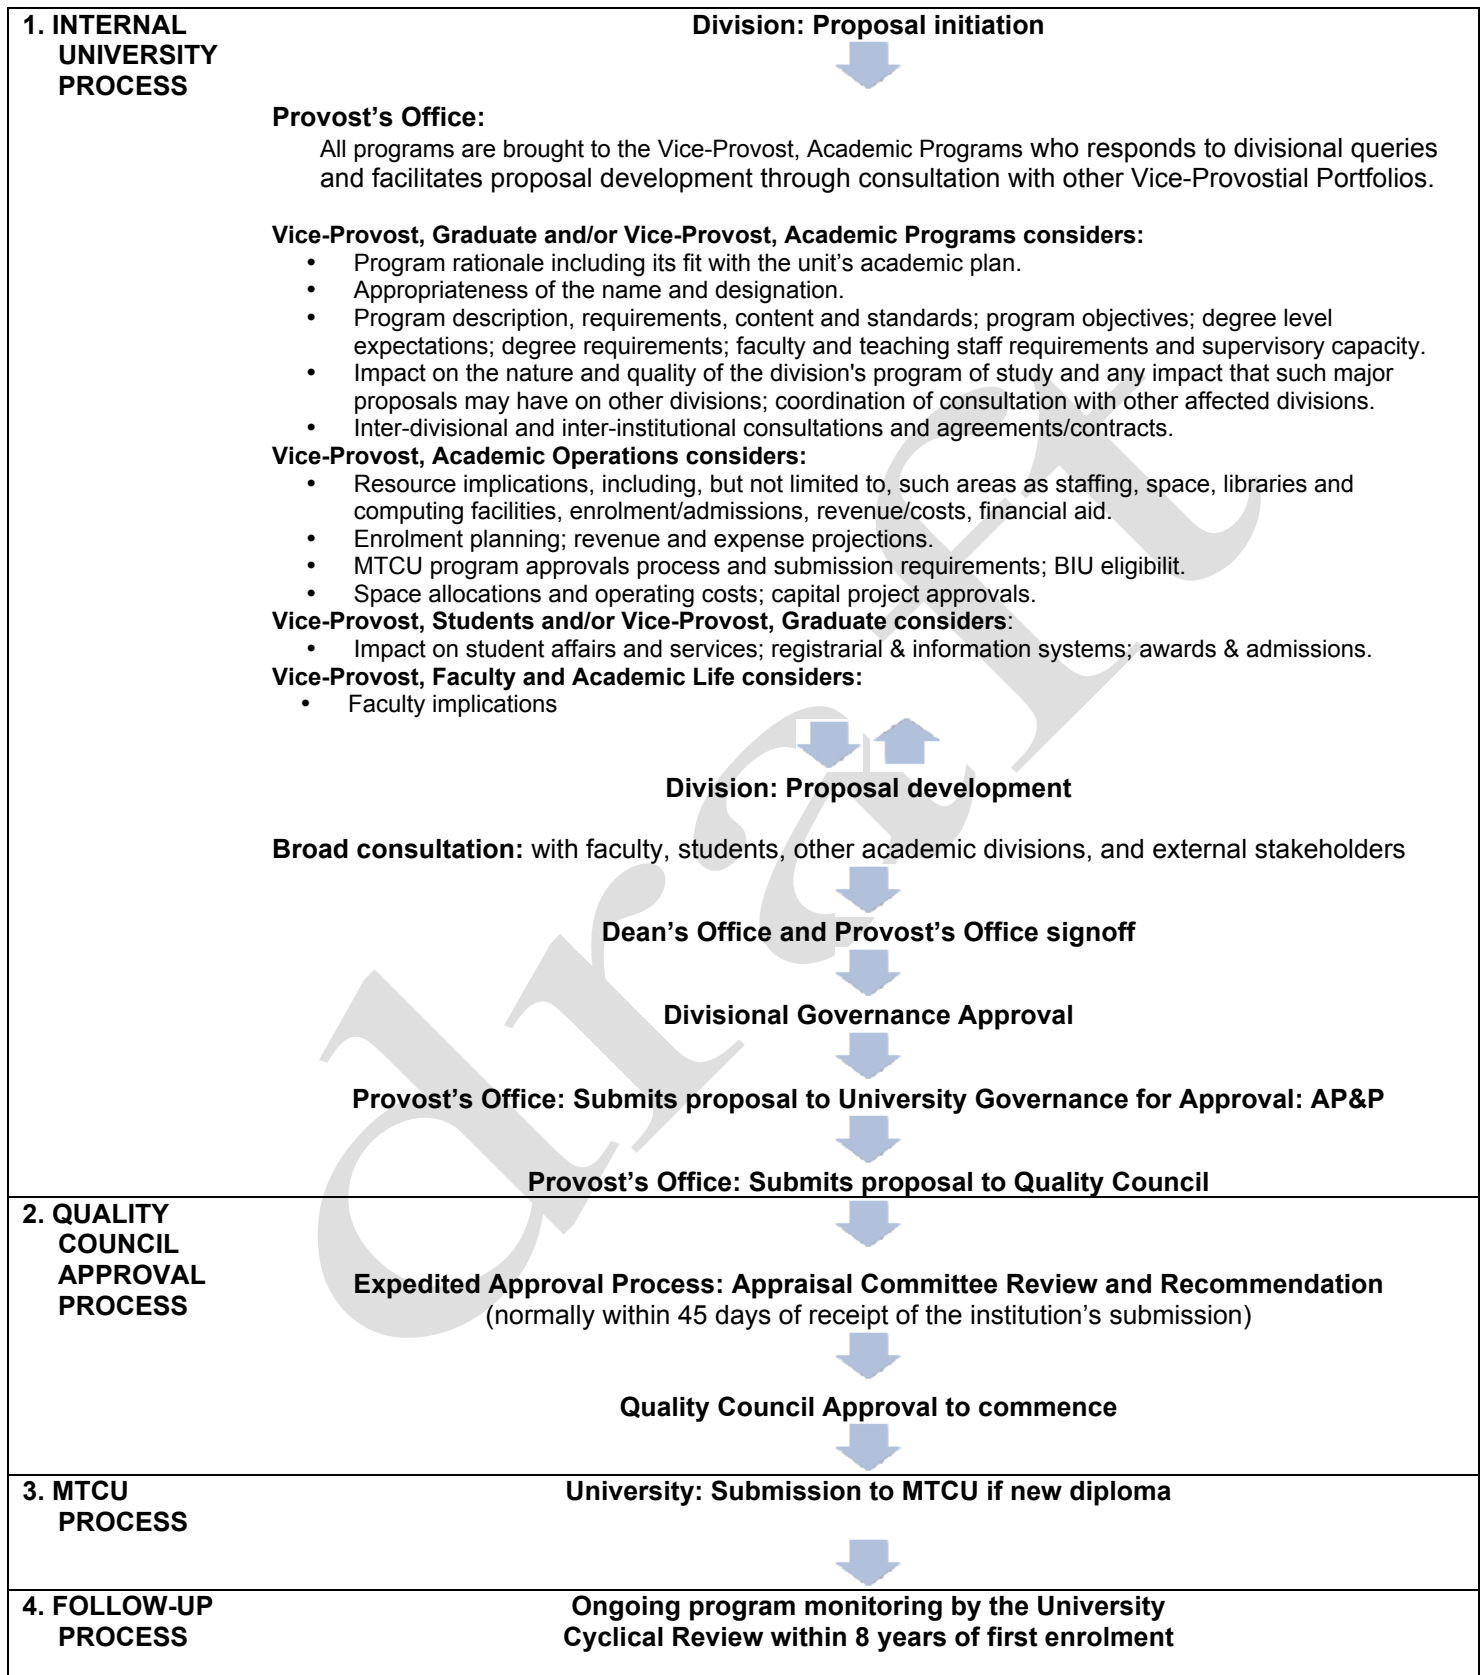 1. INTERNAL
UNIVERSITY
PROCESS
Division: Proposal initiation
Provost’s Office:
All programs are brought to the Vice-Provost, Academic Programs who responds to divisional queries
and facilitates proposal development through consultation with other Vice-Provostial Portfolios.
Vice-Provost, Graduate and/or Vice-Provost, Academic Programs considers:
• Program rationale including its fit with the unit’s academic plan.
• Appropriateness of the name and designation.
• Program description, requirements, content and standards; program objectives; degree level
expectations; degree requirements; faculty and teaching staff requirements and supervisory capacity.
• Impact on the nature and quality of the division's program of study and any impact that such major
proposals may have on other divisions; coordination of consultation with other affected divisions.
• Inter-divisional and inter-institutional consultations and agreements/contracts.
Vice-Provost, Academic Operations considers:
• Resource implications, including, but not limited to, such areas as staffing, space, libraries and
computing facilities, enrolment/admissions, revenue/costs, financial aid.
• Enrolment planning; revenue and expense projections.
• MTCU program approvals process and submission requirements; BIU eligibilit.
• Space allocations and operating costs; capital project approvals.
Vice-Provost, Students and/or Vice-Provost, Graduate considers:
• Impact on student affairs and services; registrarial & information systems; awards & admissions.
Vice-Provost, Faculty and Academic Life considers:
• Faculty implications
Division: Proposal development
Broad consultation: with faculty, students, other academic divisions, and external stakeholders
Dean’s Office and Provost’s Office signoff
Divisional Governance Approval
Provost’s Office: Submits proposal to University Governance for Approval: AP&P
Provost’s Office: Submits proposal to Quality Council
2. QUALITY
COUNCIL
APPROVAL
PROCESS
Expedited Approval Process: Appraisal Committee Review and Recommendation
(normally within 45 days of receipt of the institution’s submission)
Quality Council Approval to commence
3. MTCU
PROCESS
University: Submission to MTCU if new diploma
4. FOLLOW-UP
PROCESS
Ongoing program monitoring by the University
Cyclical Review within 8 years of first enrolment
draft